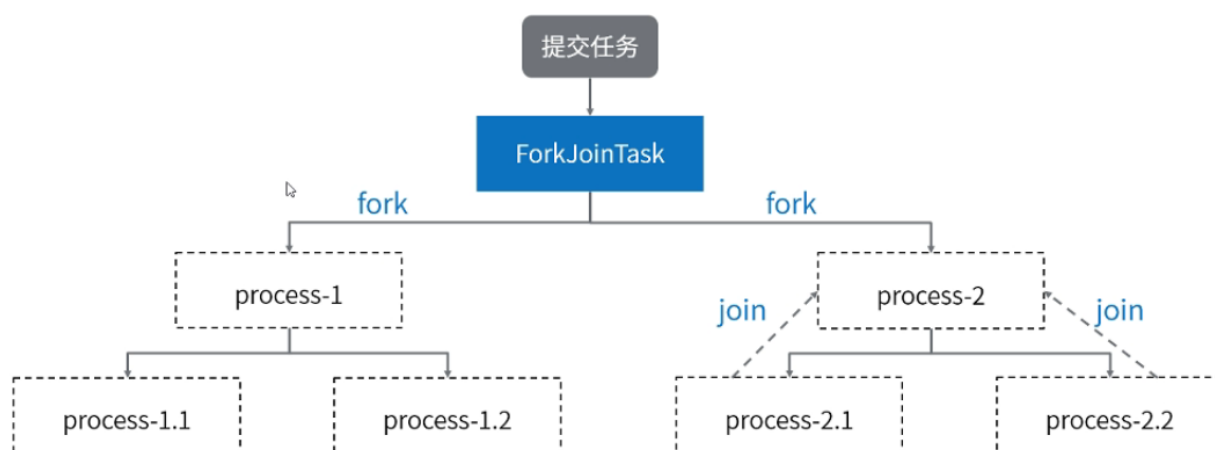 提交任务
ForkJoinTask
fork
fork
process-1
process-2
join
join
process-1.1
process-1.2
process-2.1
process-2.2